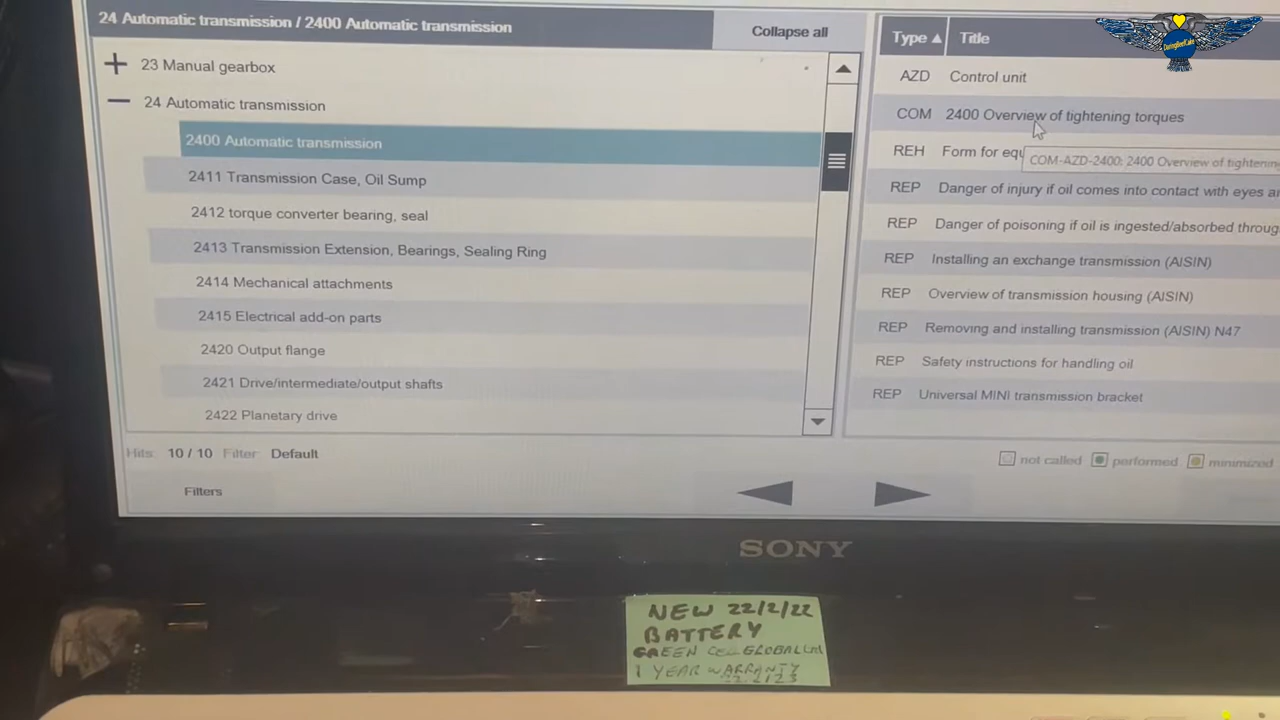 24 Automatic transmission / 2400 Automatic transmission
Collapse all
23 Manual gearbox
24 Automatic transmission
2400 Automatic transmission
2411 Transmission Case, Oil Sump
2412 torque converter bearing, seal
2413 Transmission Extension, Bearings, Sealing Ring
2414 Mechanical attachments
2415 Electrical add-on parts
2420 Output flange
2421 Drive/intermediate/output shafts
2422 Planetary drive
Hits: 10 / 10 Filter: Default
Filters
Type Title
AZD Control unit
COM 2400 Overview of tightening torques
REH Form for
COM-AZD-2400: 2400 Overview of
REP Danger of injury if oil comes into contact with eyes
REP Danger of poisoning if oil is ingested/absorbed
REP Installing an exchange transmission (AISIN)
REP Overview of transmission housing (AISIN)
REP Removing and installing transmission (AISIN) N47
REP Safety instructions for handling oil
REP Universal MINI transmission bracket
not called performed minimized
SONY
NEW 22/2/22
BATTERY
GREEN CELL GLOBAL
1 YEAR WARRANTY